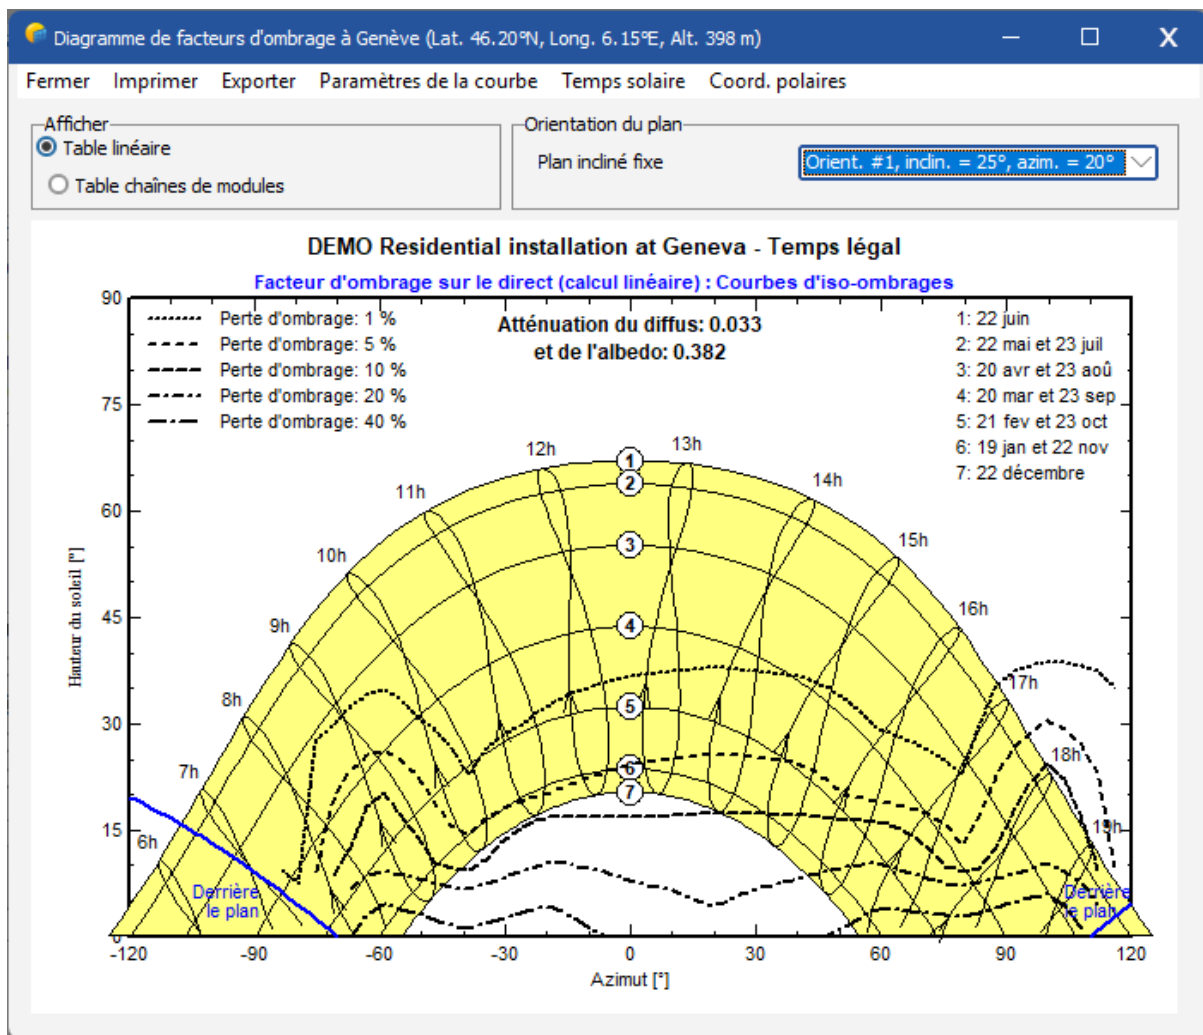 Diagramme de facteurs d'ombrage à Genève (Lat. 46.20°N, Long. 6.15°E, Alt. 398 m)
Fermer Imprimer Exporter Paramètres de la courbe Temps solaire Coord. polaires
Afficher
Table linéaire
Table chaînes de modules
Orientation du plan
Plan incliné fixe
Orient. #1, inclin. = 25°, azim. = 20°
DEMO Residential installation at Geneva - Temps légal
Facteur d'ombrage sur le direct (calcul linéaire) : Courbes d'iso-ombrages
Perte d'ombrage: 1 %
Perte d'ombrage: 5 %
Perte d'ombrage: 10 %
Perte d'ombrage: 20 %
Perte d'ombrage: 40 %
Atténuation du diffus: 0.033
et de l'albedo: 0.382
1: 22 juin
2: 22 mai et 23 juil
3: 20 avr et 23 aoû
4: 20 mar et 23 sep
5: 21 fev et 23 oct
6: 19 jan et 22 nov
7: 22 décembre
90
75
60
45
30
15
0
Hauteur du soleil [°]
6h
7h
8h
9h
10h
11h
12h
13h
14h
15h
16h
17h
18h
19h
1
2
3
4
5
6
7
Derrière
le plan
Derrière
le plan
-120 -90 -60 -30 0 30 60 90 120
Azimut [°]